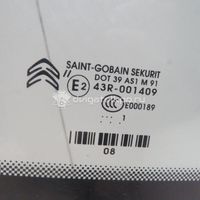 SAINT-GOBAIN SEKURIT
DOT 39 AS1 M 91
// E2 43R-001409
CCC E000189
... 1
08